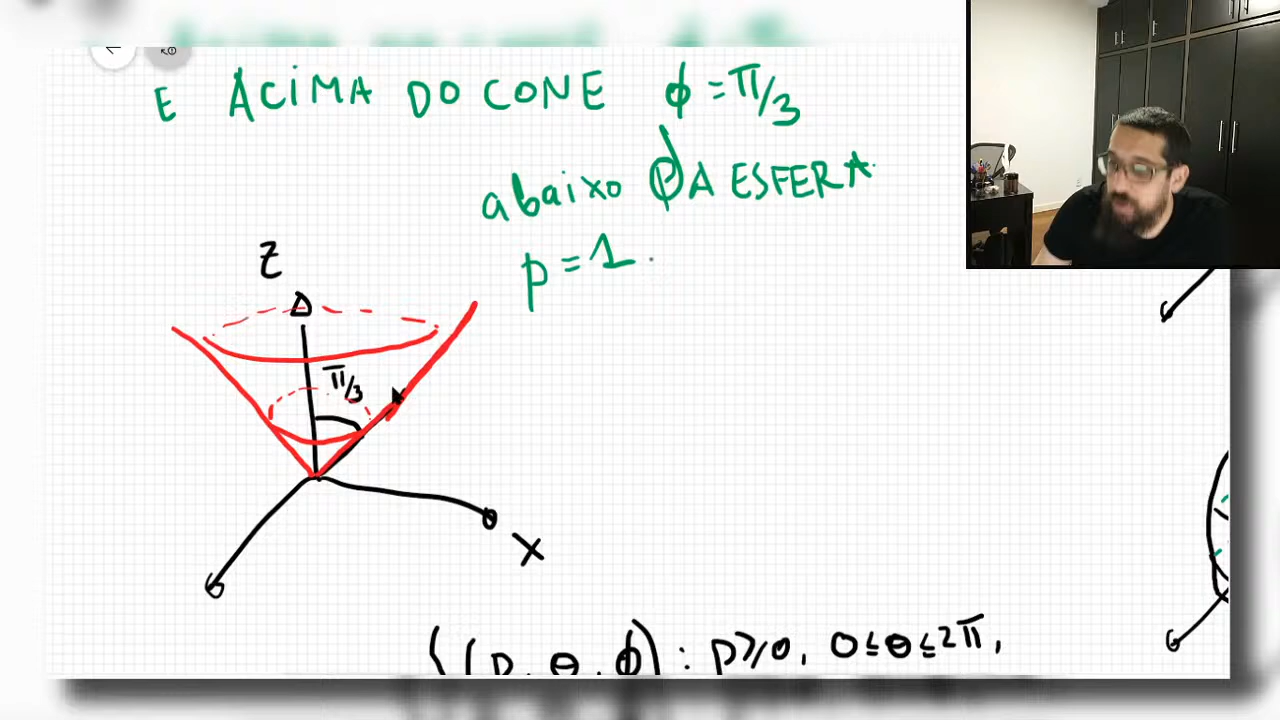 E ACIMA DO CONE ϕ = π/3
abaixo DA ESFERA
ρ = 1.
Z
π/3
X
{(ρ, θ, ϕ) : ρ ≥ 0, 0 ≤ θ ≤ 2π,